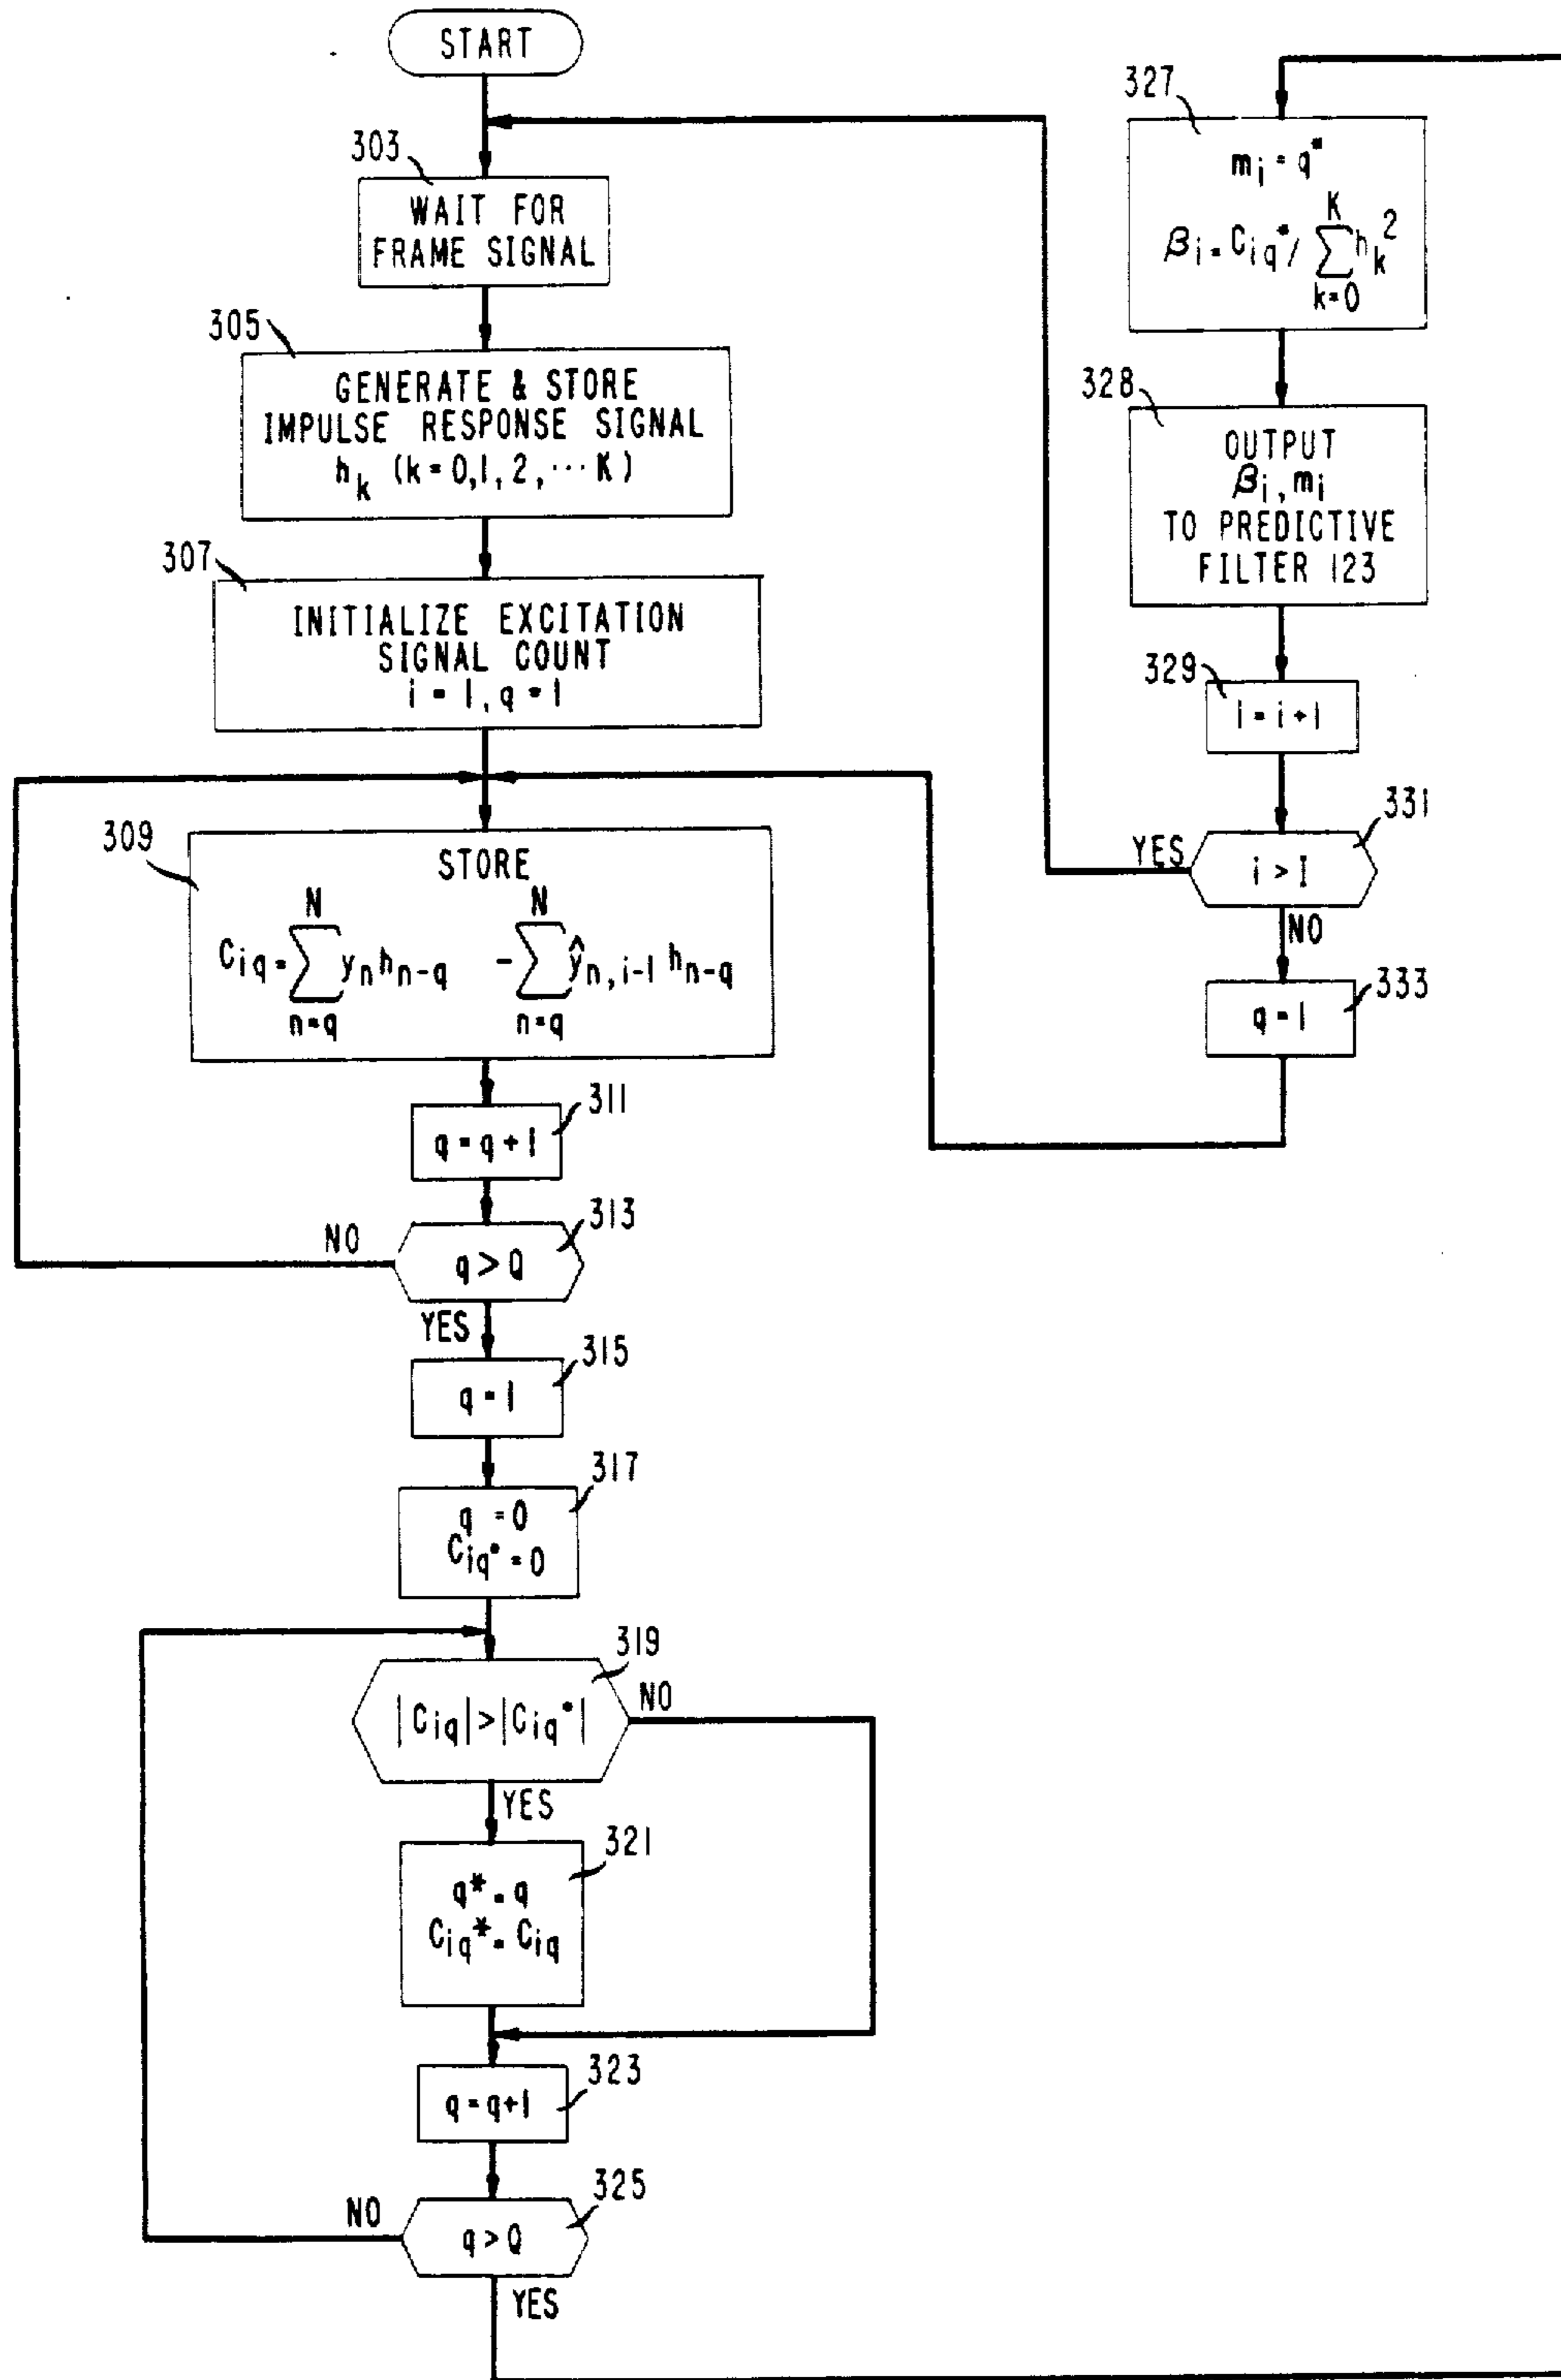 START
303
WAIT FOR
FRAME SIGNAL
305
GENERATE & STORE
IMPULSE RESPONSE SIGNAL
h_k (k=0,1,2,⋯K)
307
INITIALIZE EXCITATION
SIGNAL COUNT
i = 1, q = 1
309
STORE
C_iq = ∑_{n=q}^{N} y_n h_{n-q} - ∑_{n=q}^{N} ŷ_{n,i-1} h_{n-q}
311
q = q + 1
313
NO
q > Q
YES
315
q = 1
317
q = 0
C_iq* = 0
319
|C_iq| > |C_iq*|
NO
YES
321
q* = q
C_iq* = C_iq
323
q = q+1
325
NO
q > Q
YES
327
m_i = q*
β_i = C_iq* / ∑_{k=0}^{K} h_k^2
328
OUTPUT
β_i, m_i
TO PREDICTIVE
FILTER 123
329
i = i+1
331
YES
i > I
NO
333
q = 1